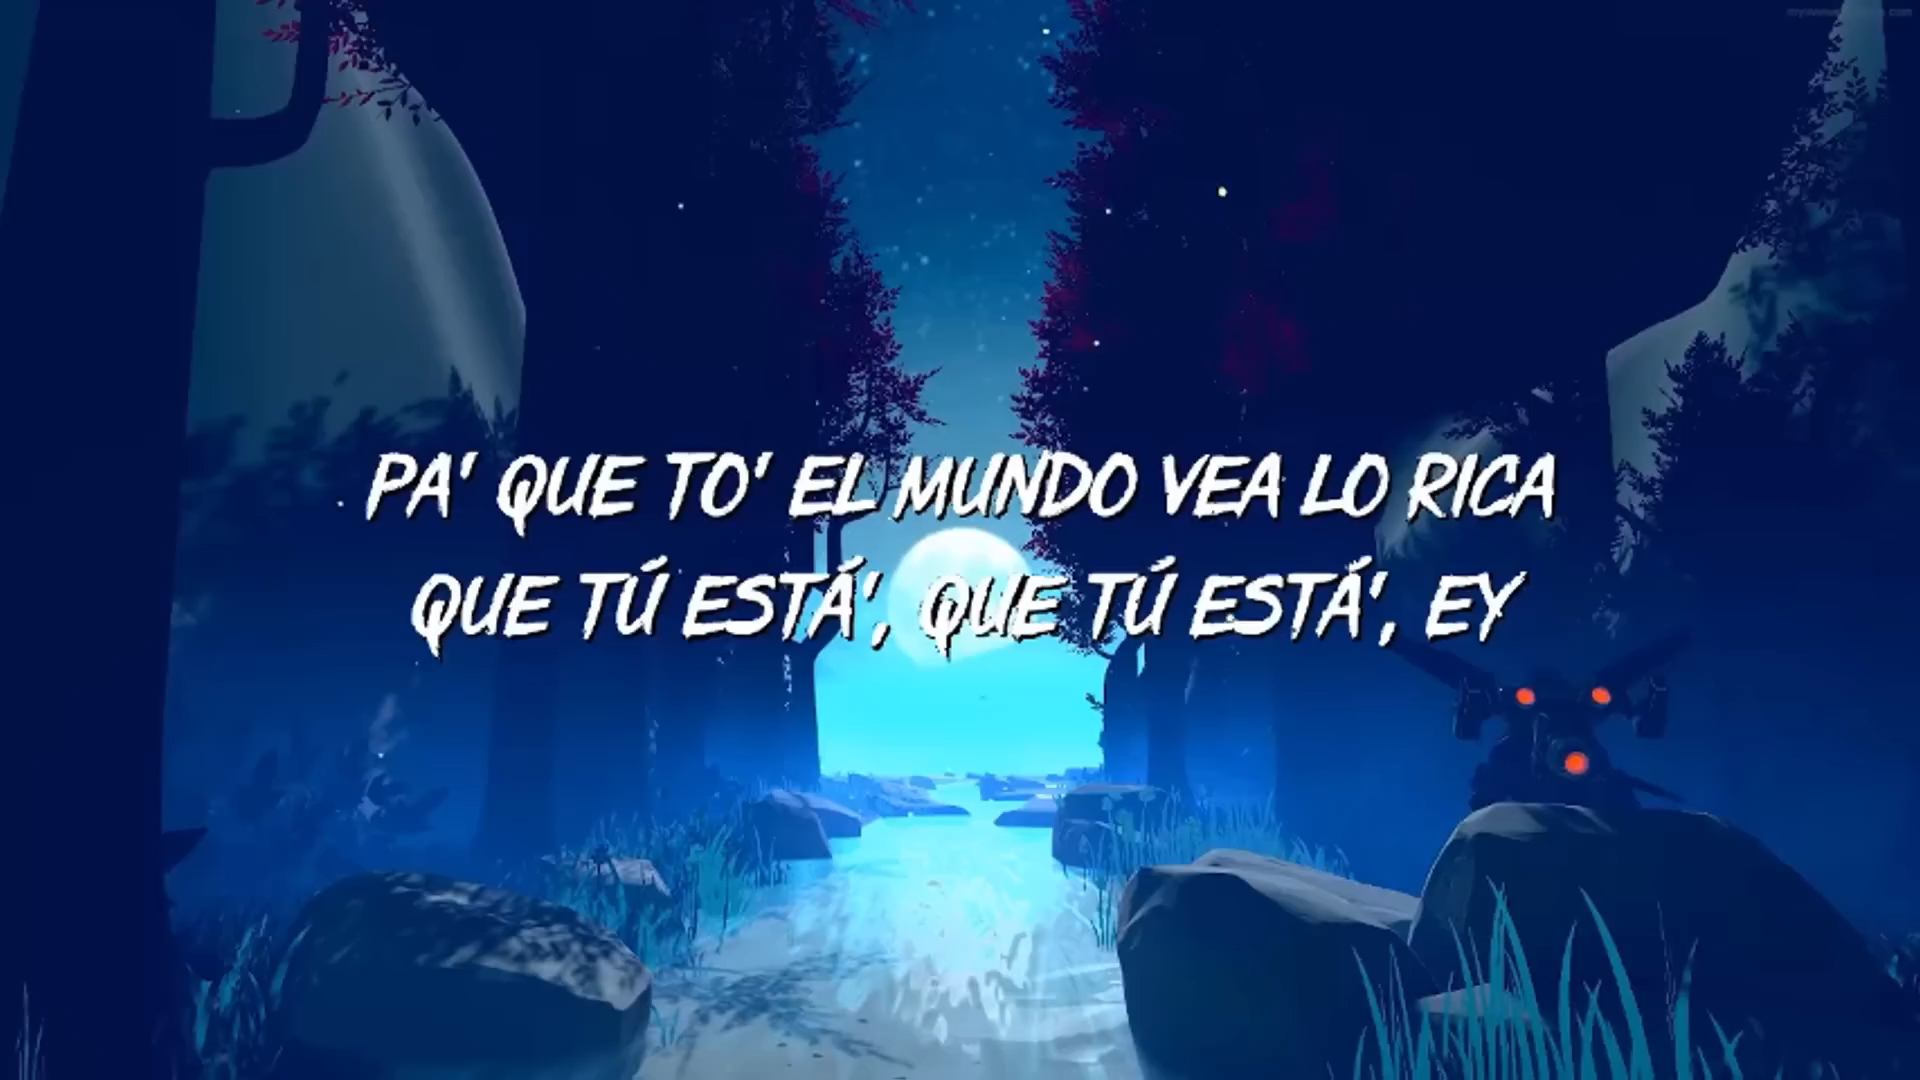 PA' QUE TO' EL MUNDO VEA LO RICA
QUE TÚ ESTÁ', QUE TÚ ESTÁ', EY